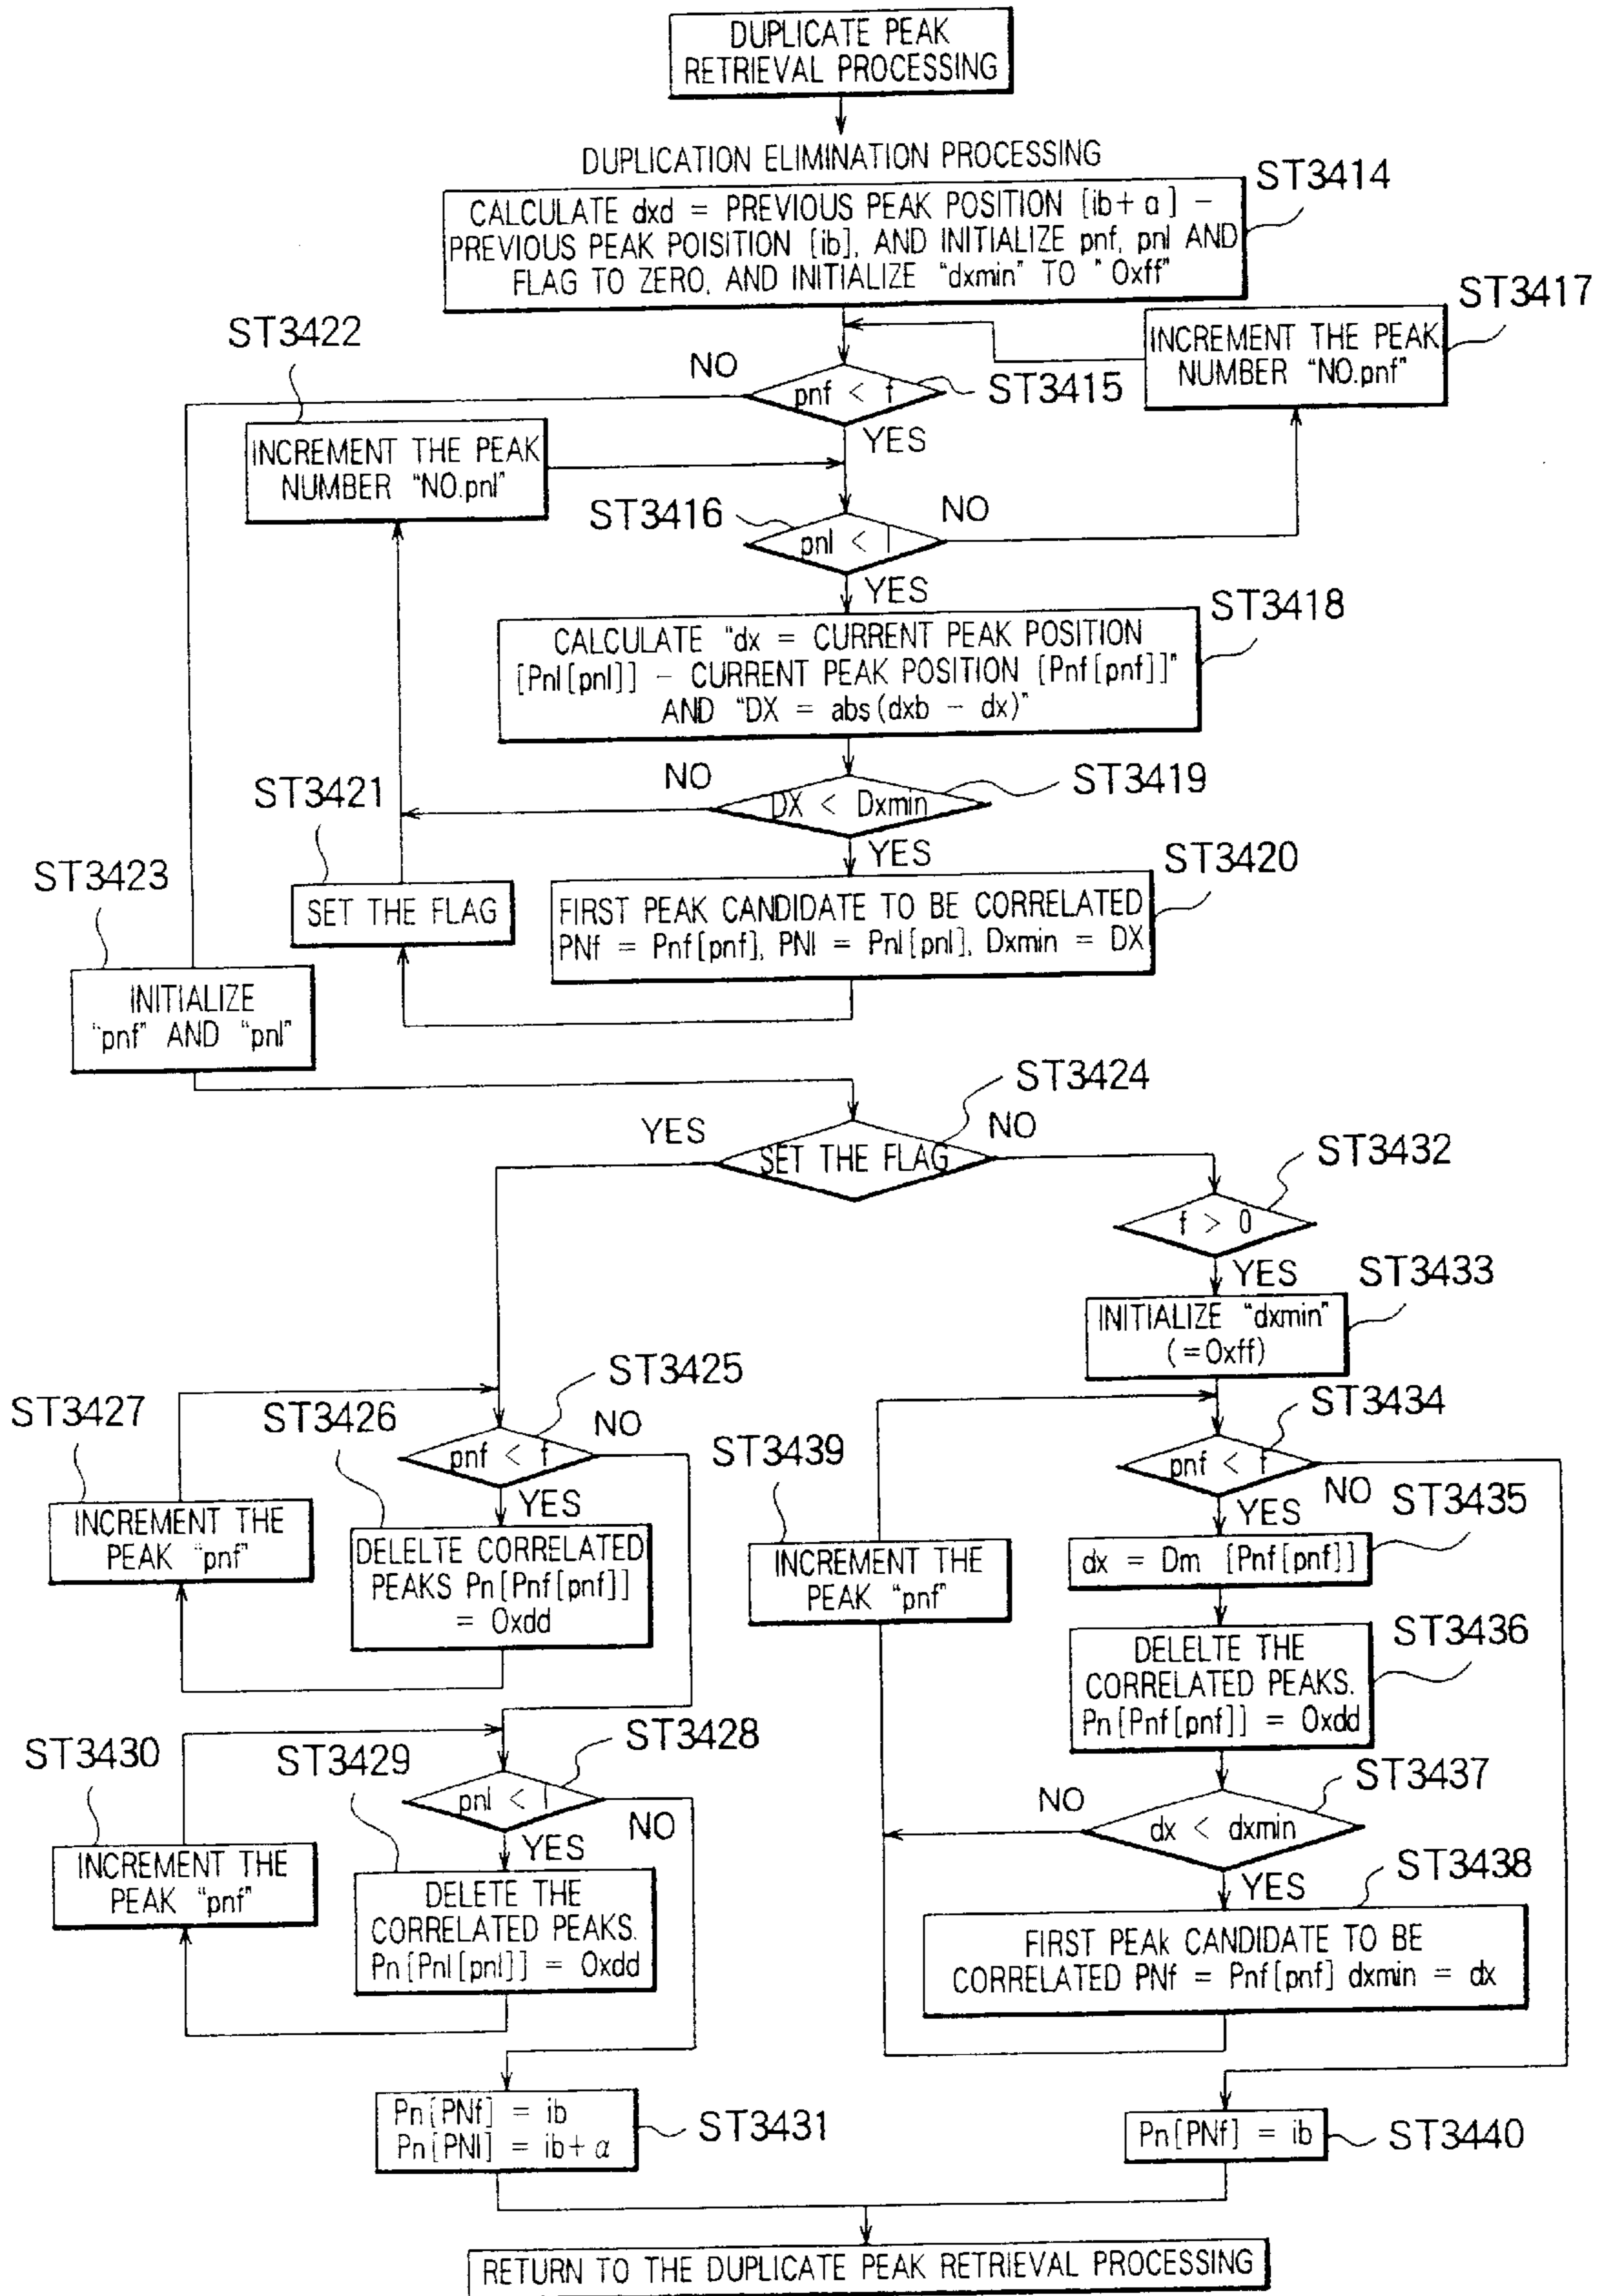 DUPLICATE PEAK
RETRIEVAL PROCESSING
DUPLICATION ELIMINATION PROCESSING
ST3414
CALCULATE dxd = PREVIOUS PEAK POSITION [ib+α] –
PREVIOUS PEAK POISITION [ib], AND INITIALIZE pnf, pnl AND
FLAG TO ZERO, AND INITIALIZE "dxmin" TO " 0xff"
ST3417
INCREMENT THE PEAK
NUMBER "NO.pnf"
ST3422
NO
pnf < f
ST3415
YES
INCREMENT THE PEAK
NUMBER "NO.pnl"
ST3416
NO
pnl < l
YES
ST3418
CALCULATE "dx = CURRENT PEAK POSITION
[Pnl[pnl]] – CURRENT PEAK POSITION [Pnf[pnf]]"
AND "DX = abs(dxb – dx)"
NO
ST3419
DX < Dxmin
ST3421
YES
ST3420
SET THE FLAG
FIRST PEAK CANDIDATE TO BE CORRELATED
PNf = Pnf[pnf], PNl = Pnl[pnl], Dxmin = DX
ST3423
INITIALIZE
"pnf" AND "pnl"
ST3424
YES
SET THE FLAG
NO
ST3432
f > 0
YES
ST3433
INITIALIZE "dxmin"
(=0xff)
ST3425
ST3427
ST3426
NO
pnf < f
YES
INCREMENT THE
PEAK "pnf"
DELELTE CORRELATED
PEAKS Pn[Pnf[pnf]]
= 0xdd
ST3434
ST3439
pnf < f
YES
NO
ST3435
INCREMENT THE
PEAK "pnf"
dx = Dm [Pnf[pnf]]
ST3436
DELELTE THE
CORRELATED PEAKS.
Pn[Pnf[pnf]] = 0xdd
ST3430
ST3429
ST3428
pnl < l
NO
YES
INCREMENT THE
PEAK "pnf"
DELETE THE
CORRELATED PEAKS.
Pn[Pnl[pnl]] = 0xdd
ST3437
NO
dx < dxmin
YES
ST3438
FIRST PEAk CANDIDATE TO BE
CORRELATED PNf = Pnf[pnf] dxmin = dx
Pn[PNf] = ib
Pn[PNl] = ib+ α
ST3431
Pn[PNf] = ib
ST3440
RETURN TO THE DUPLICATE PEAK RETRIEVAL PROCESSING